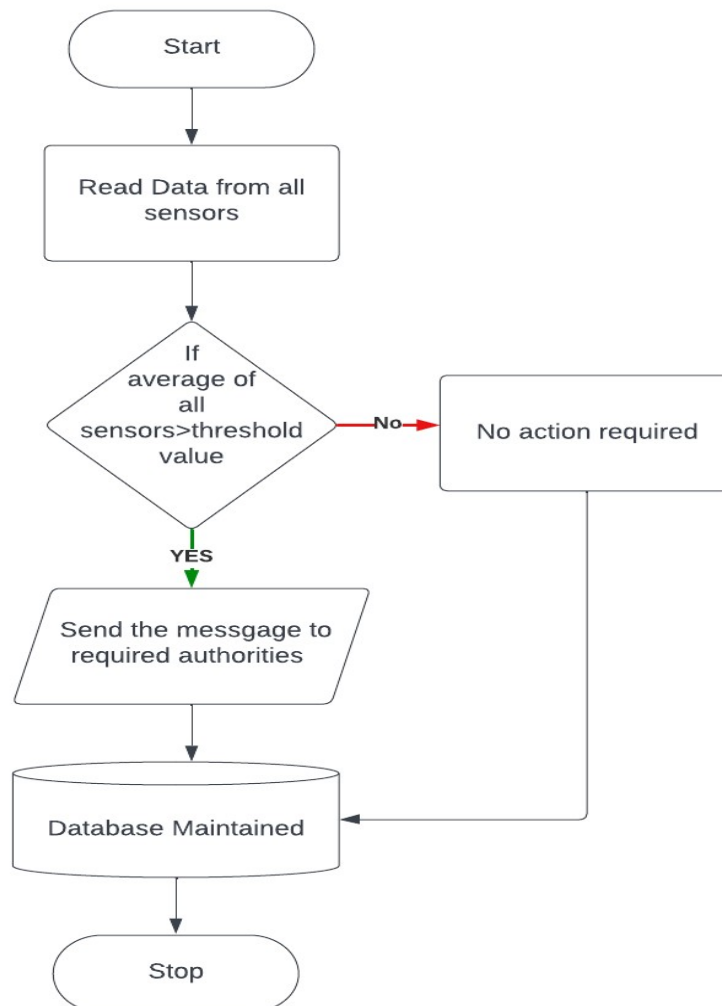 Start
Read Data from all
sensors
If
average of
all
sensors>threshold
value
No
No action required
YES
Send the messgage to
required authorities
Database Maintained
Stop